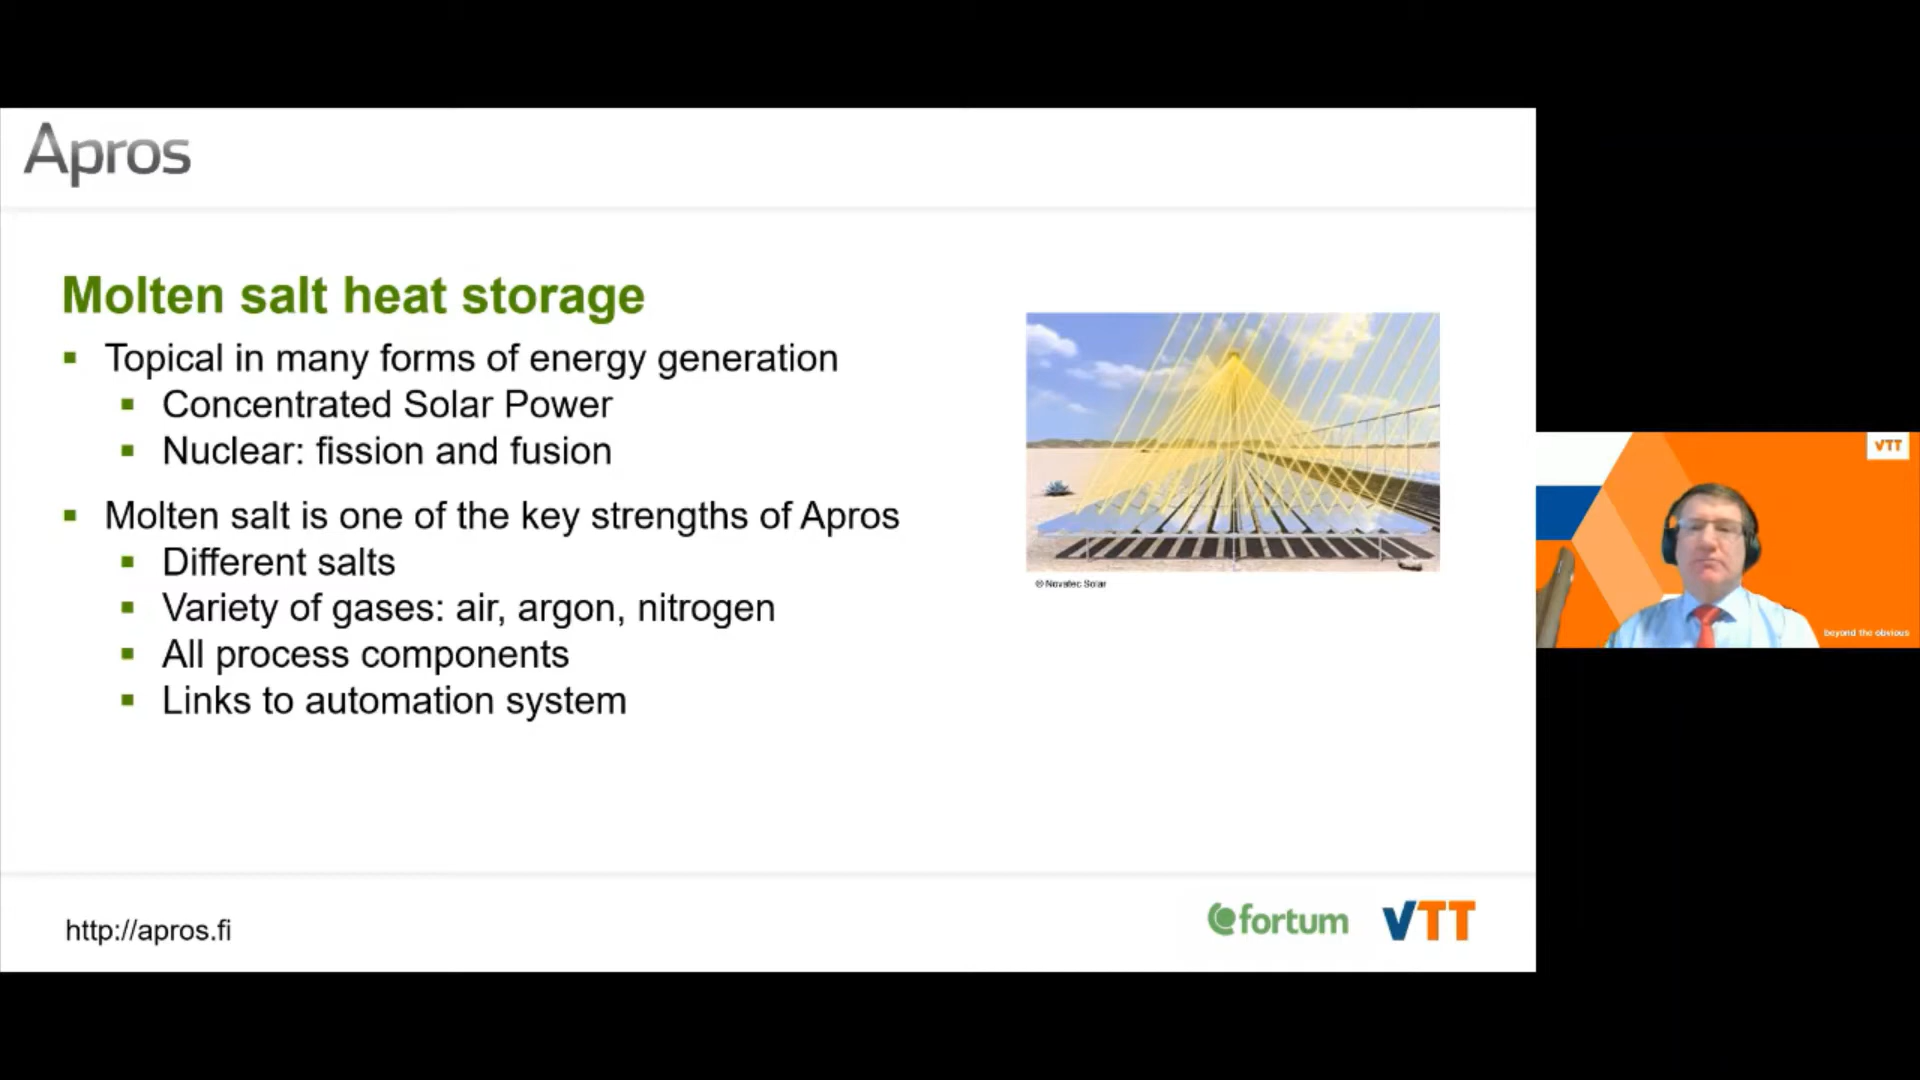 Apros
Molten salt heat storage
Topical in many forms of energy generation
Concentrated Solar Power
Nuclear: fission and fusion
Molten salt is one of the key strengths of Apros
Different salts
Variety of gases: air, argon, nitrogen
All process components
Links to automation system
© Novatec Solar
VTT
beyond the obvious
http://apros.fi
fortum
VTT